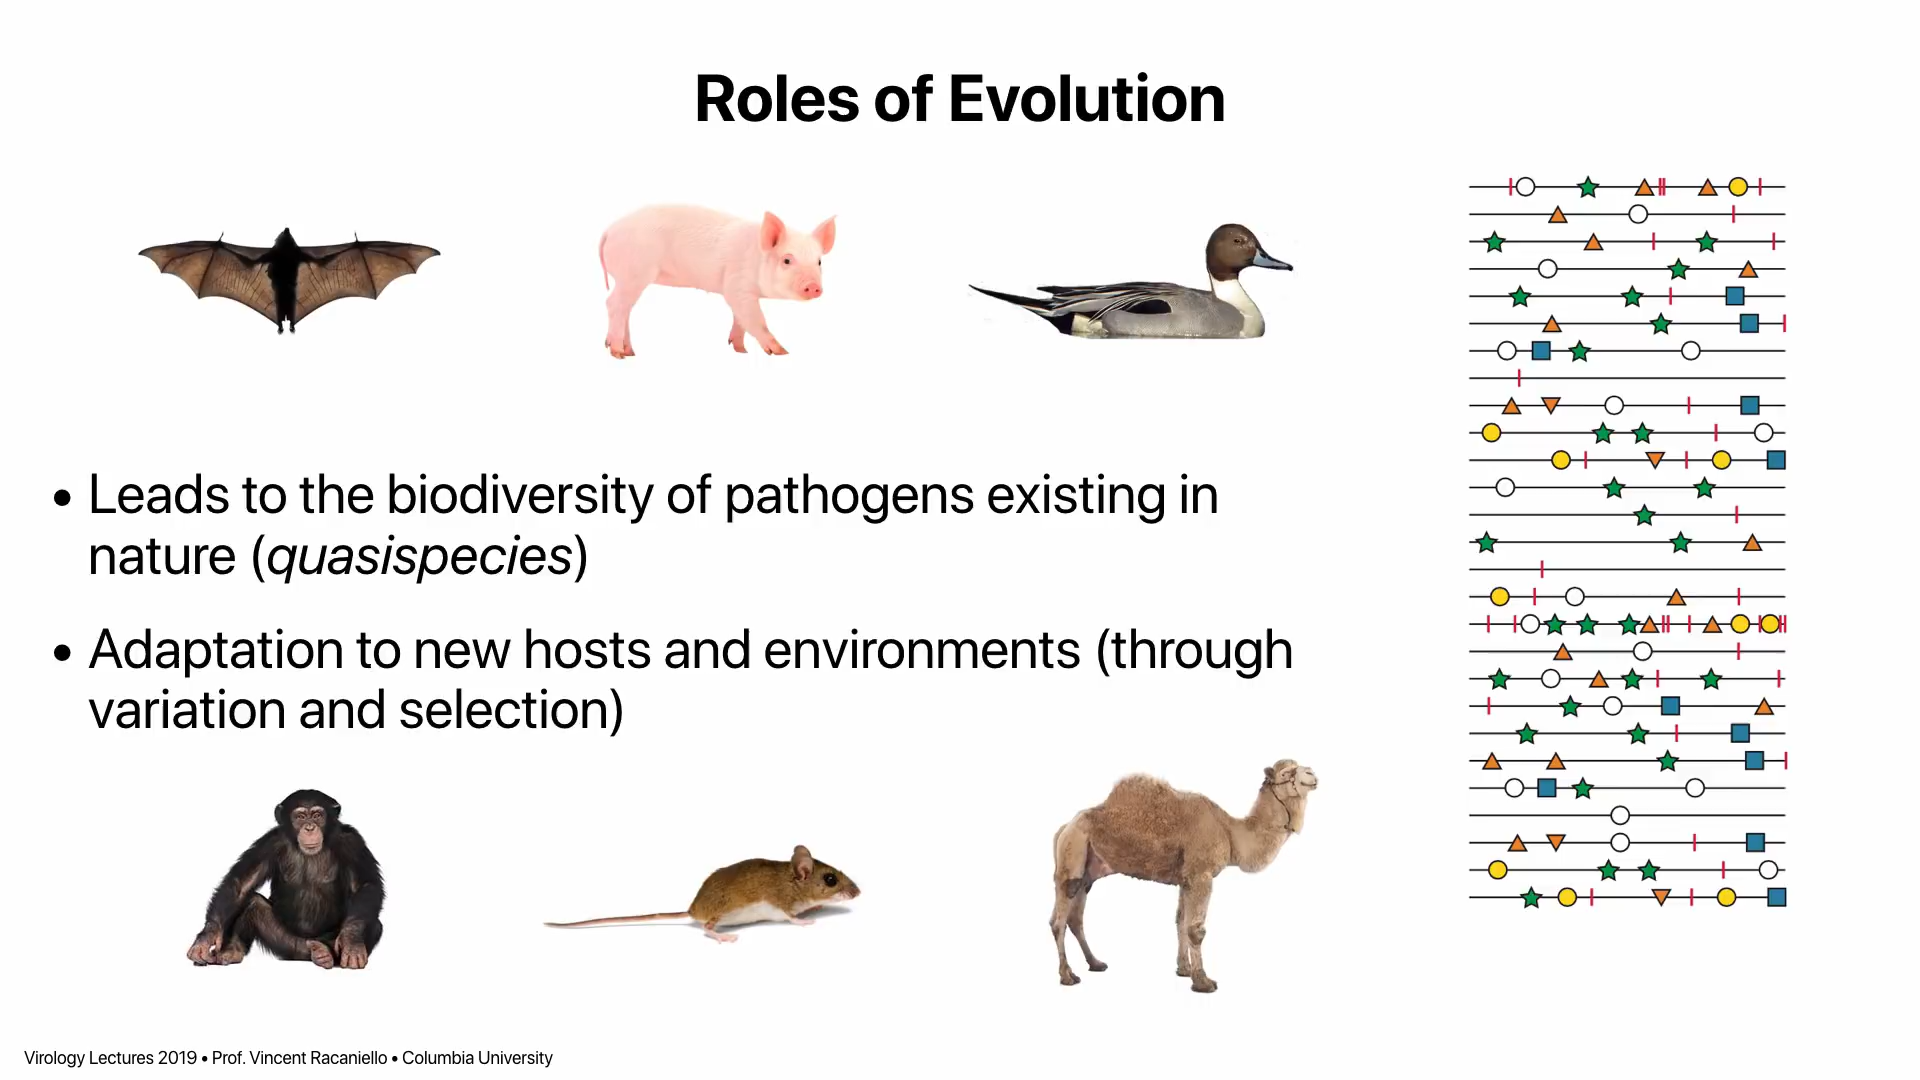 Roles of Evolution
• Leads to the biodiversity of pathogens existing in
nature (quasispecies)
• Adaptation to new hosts and environments (through
variation and selection)
Virology Lectures 2019 • Prof. Vincent Racaniello • Columbia University